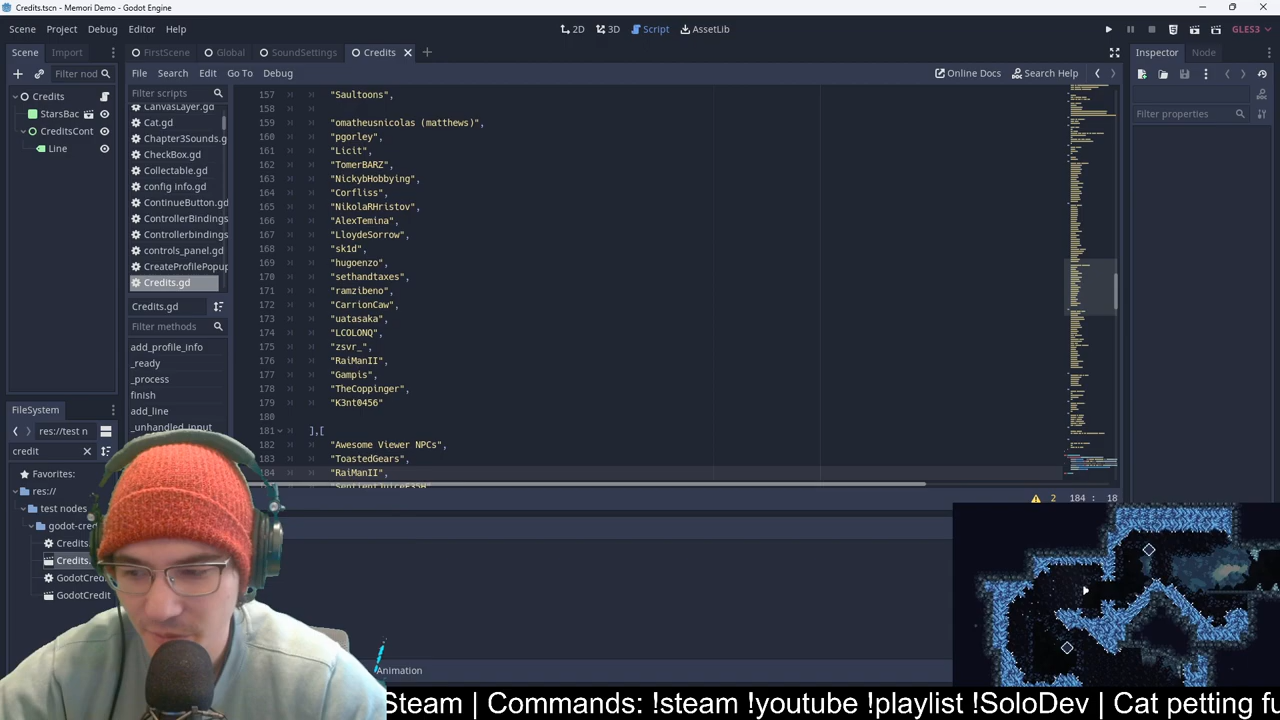 Credits.tscn - Memori Demo - Godot Engine
Scene Project Debug Editor Help
2D 3D Script AssetLib
GLES3
Scene Import
FirstScene Global SoundSettings Credits
Inspector Node
Filter nod
File Search Edit Go To Debug
Online Docs Search Help
Credits
StarsBac
CreditsCont
Line
Filter scripts
CanvasLayer.gd
Cat.gd
Chapter3Sounds.g
CheckBox.gd
Collectable.gd
config info.gd
ContinueButton.gd
ControllerBindings
Controllerbindings
controls_panel.gd
CreateProfilePopup
Credits.gd
Credits.gd
Filter methods
add_profile_info
_ready
_process
finish
add_line
_unhandled_input
Filter properties
157 "Saultoons",
158
159 "omatheusnicolas (matthews)",
160 "pgorley",
161 "Licit",
162 "TomerBARZ",
163 "NickybHobbying",
164 "Corfliss",
165 "NikolaRHristov",
166 "AlexTemina",
167 "LloydeSorrow",
168 "sk1d"
169 "hugoenzo",
170 "sethandtaxes",
171 "ramzibeno",
172 "CarrionCaw",
173 "uatasaka",
174 "LCOLONQ",
175 "zsvr_",
176 "RaiManII",
177 "Gampis",
178 "TheCoppinger",
179 "K3nt0456"
180
181 ],[
182 "Awesome Viewer NPCs",
183 "ToastedGears",
184 "RaiManII",
2 184 : 18
FileSystem
res://test n
credit
Favorites:
res://
test nodes
godot-cre
Credits
Credits.
GodotCredit
GodotCredit
Animation
Steam | Commands: !steam !youtube !playlist !SoloDev | Cat petting fu